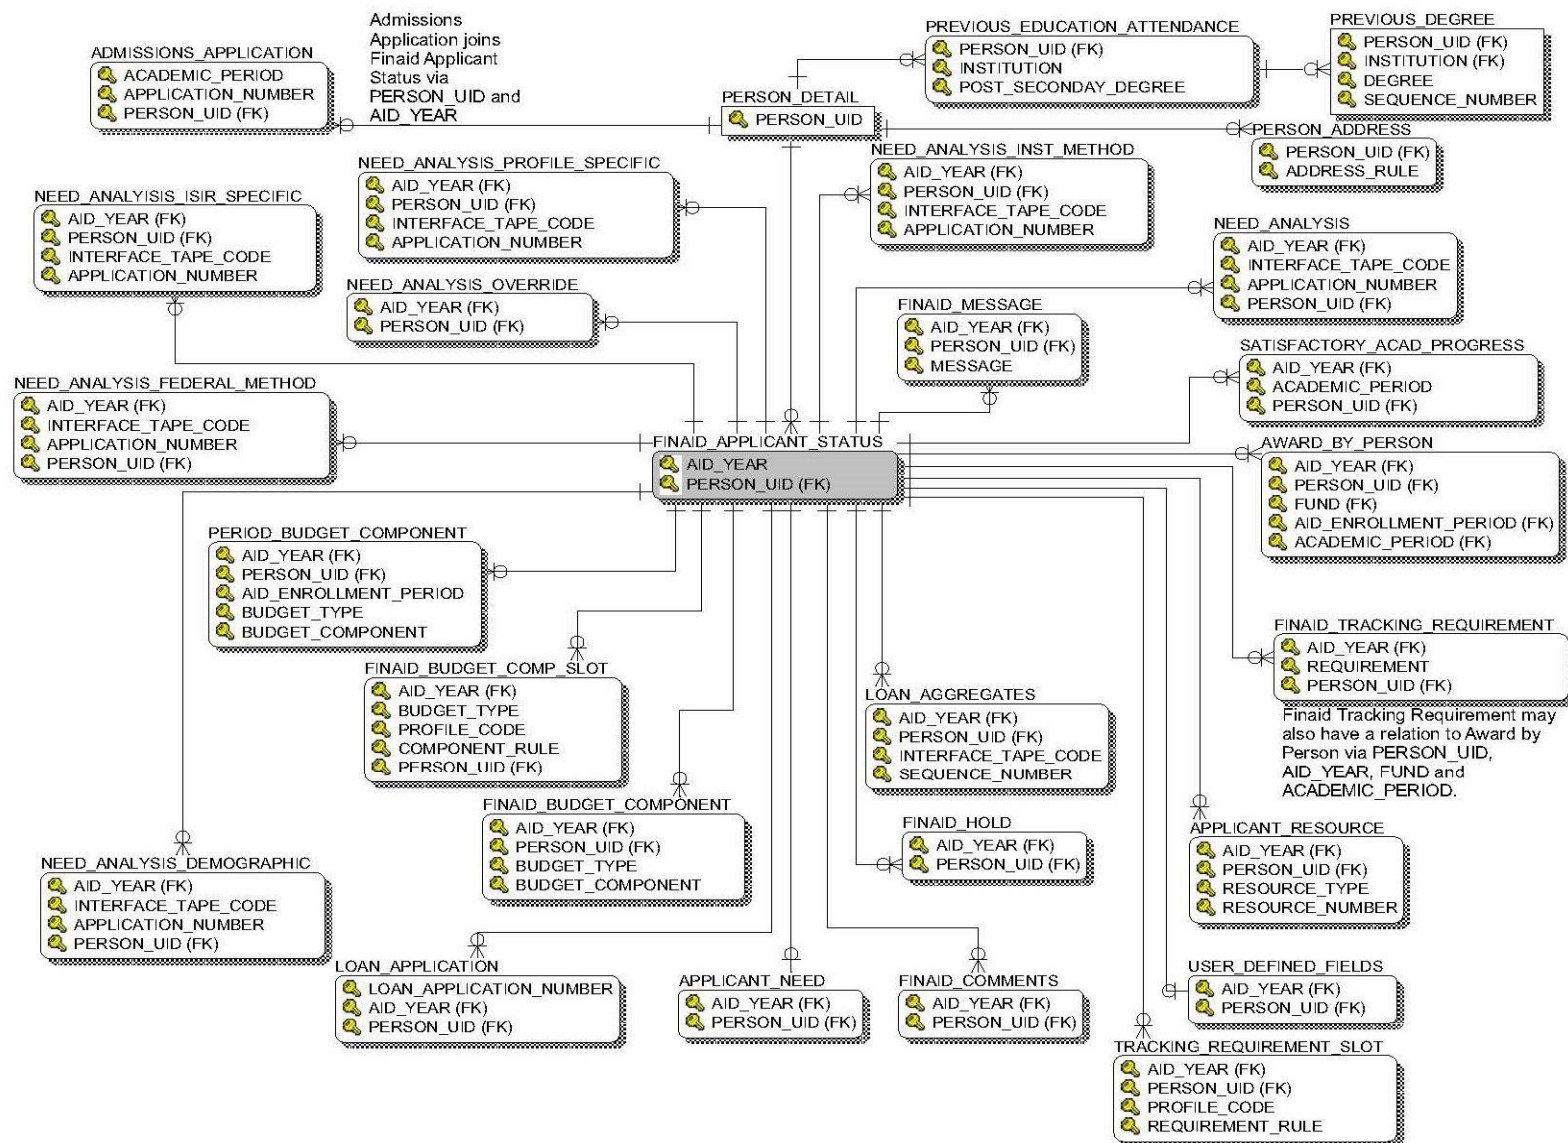 Admissions
Application joins
Finaid Applicant
Status via
PERSON_UID and
AID_YEAR
ADMISSIONS_APPLICATION
ACADEMIC_PERIOD
APPLICATION_NUMBER
PERSON_UID (FK)
PERSON_DETAIL
PERSON_UID
PREVIOUS_EDUCATION_ATTENDANCE
PERSON_UID (FK)
INSTITUTION
POST_SECONDAY_DEGREE
PREVIOUS_DEGREE
PERSON_UID (FK)
INSTITUTION (FK)
DEGREE
SEQUENCE_NUMBER
PERSON_ADDRESS
PERSON_UID (FK)
ADDRESS_RULE
NEED_ANALYISIS_ISIR_SPECIFIC
AID_YEAR (FK)
PERSON_UID (FK)
INTERFACE_TAPE_CODE
APPLICATION_NUMBER
NEED_ANALYSIS_PROFILE_SPECIFIC
AID_YEAR (FK)
PERSON_UID (FK)
INTERFACE_TAPE_CODE
APPLICATION_NUMBER
NEED_ANALYSIS_INST_METHOD
AID_YEAR (FK)
PERSON_UID (FK)
INTERFACE_TAPE_CODE
APPLICATION_NUMBER
NEED_ANALYSIS
AID_YEAR (FK)
INTERFACE_TAPE_CODE
APPLICATION_NUMBER
PERSON_UID (FK)
NEED_ANALYSIS_OVERRIDE
AID_YEAR (FK)
PERSON_UID (FK)
FINAID_MESSAGE
AID_YEAR (FK)
PERSON_UID (FK)
MESSAGE
SATISFACTORY_ACAD_PROGRESS
AID_YEAR (FK)
ACADEMIC_PERIOD
PERSON_UID (FK)
NEED_ANALYSIS_FEDERAL_METHOD
AID_YEAR (FK)
INTERFACE_TAPE_CODE
APPLICATION_NUMBER
PERSON_UID (FK)
FINAID_APPLICANT_STATUS
AID_YEAR
PERSON_UID (FK)
AWARD_BY_PERSON
AID_YEAR (FK)
PERSON_UID (FK)
FUND (FK)
AID_ENROLLMENT_PERIOD (FK)
ACADEMIC_PERIOD (FK)
PERIOD_BUDGET_COMPONENT
AID_YEAR (FK)
PERSON_UID (FK)
AID_ENROLLMENT_PERIOD
BUDGET_TYPE
BUDGET_COMPONENT
FINAID_BUDGET_COMP_SLOT
AID_YEAR (FK)
BUDGET_TYPE
PROFILE_CODE
COMPONENT_RULE
PERSON_UID (FK)
LOAN_AGGREGATES
AID_YEAR (FK)
PERSON_UID (FK)
INTERFACE_TAPE_CODE
SEQUENCE_NUMBER
FINAID_TRACKING_REQUIREMENT
AID_YEAR (FK)
REQUIREMENT
PERSON_UID (FK)
Finaid Tracking Requirement may
also have a relation to Award by
Person via PERSON_UID,
AID_YEAR, FUND and
ACADEMIC_PERIOD.
FINAID_BUDGET_COMPONENT
AID_YEAR (FK)
PERSON_UID (FK)
BUDGET_TYPE
BUDGET_COMPONENT
FINAID_HOLD
AID_YEAR (FK)
PERSON_UID (FK)
APPLICANT_RESOURCE
AID_YEAR (FK)
PERSON_UID (FK)
RESOURCE_TYPE
RESOURCE_NUMBER
NEED_ANALYSIS_DEMOGRAPHIC
AID_YEAR (FK)
INTERFACE_TAPE_CODE
APPLICATION_NUMBER
PERSON_UID (FK)
LOAN_APPLICATION
LOAN_APPLICATION_NUMBER
AID_YEAR (FK)
PERSON_UID (FK)
APPLICANT_NEED
AID_YEAR (FK)
PERSON_UID (FK)
FINAID_COMMENTS
AID_YEAR (FK)
PERSON_UID (FK)
USER_DEFINED_FIELDS
AID_YEAR (FK)
PERSON_UID (FK)
TRACKING_REQUIREMENT_SLOT
AID_YEAR (FK)
PERSON_UID (FK)
PROFILE_CODE
REQUIREMENT_RULE